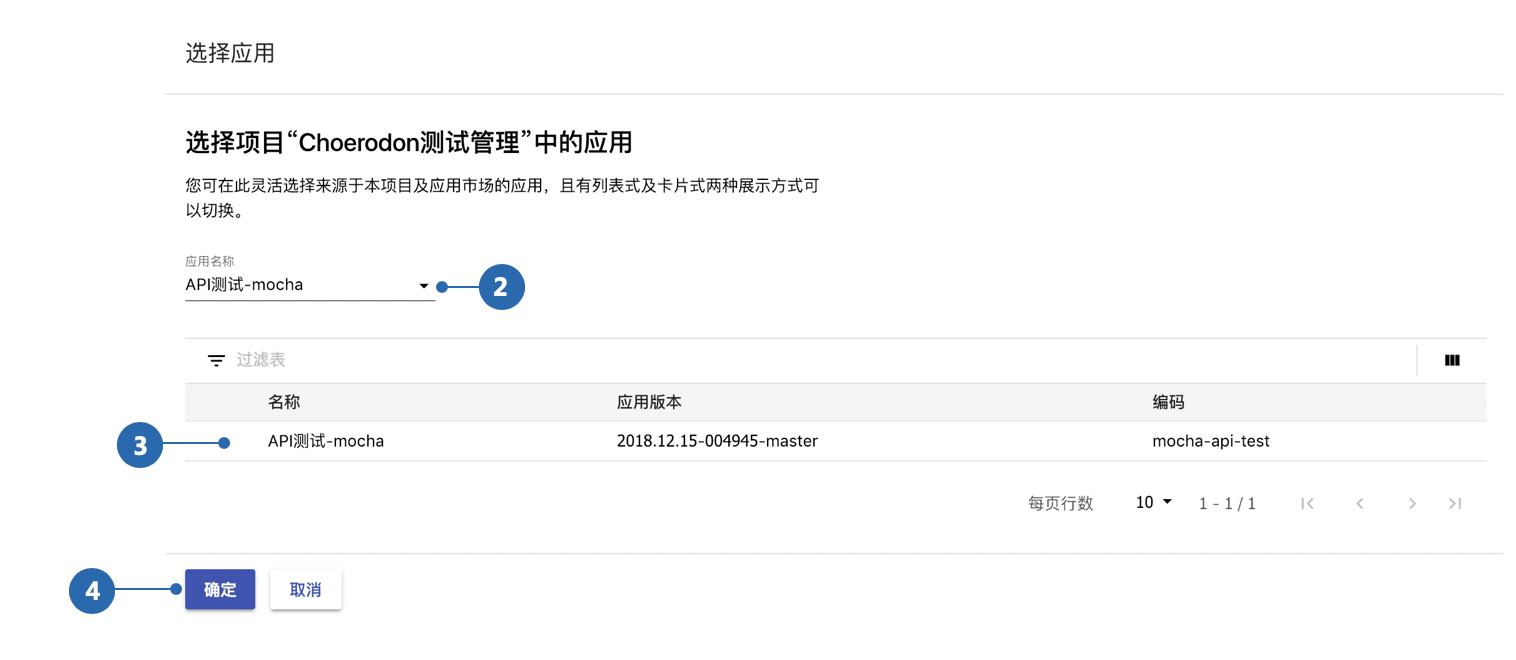 选择应用
选择项目“Choerodon测试管理”中的应用
您可在此灵活选择来源于本项目及应用市场的应用，且有列表式及卡片式两种展示方式可
以切换。
应用名称
API测试-mocha
2
过滤表
名称 应用版本 编码
3
API测试-mocha 2018.12.15-004945-master mocha-api-test
每页行数 10 1 - 1 / 1
4
确定 取消